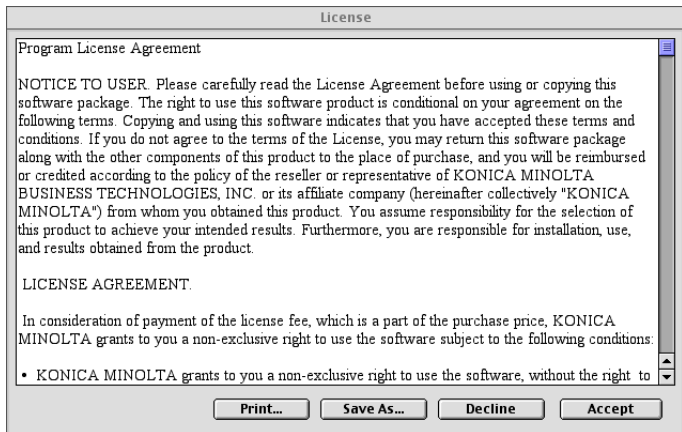 License
Program License Agreement
NOTICE TO USER. Please carefully read the License Agreement before using or copying this
software package. The right to use this software product is conditional on your agreement on the
following terms. Copying and using this software indicates that you have accepted these terms and
conditions. If you do not agree to the terms of the License, you may return this software package
along with the other components of this product to the place of purchase, and you will be reimbursed
or credited according to the policy of the reseller or representative of KONICA MINOLTA
BUSINESS TECHNOLOGIES, INC. or its affiliate company (hereinafter collectively "KONICA
MINOLTA") from whom you obtained this product. You assume responsibility for the selection of
this product to achieve your intended results. Furthermore, you are responsible for installation, use,
and results obtained from the product.
LICENSE AGREEMENT.
In consideration of payment of the license fee, which is a part of the purchase price, KONICA
MINOLTA grants to you a non-exclusive right to use the software subject to the following conditions:
• KONICA MINOLTA grants to you a non-exclusive right to use the software, without the right to
Print... Save As... Decline Accept